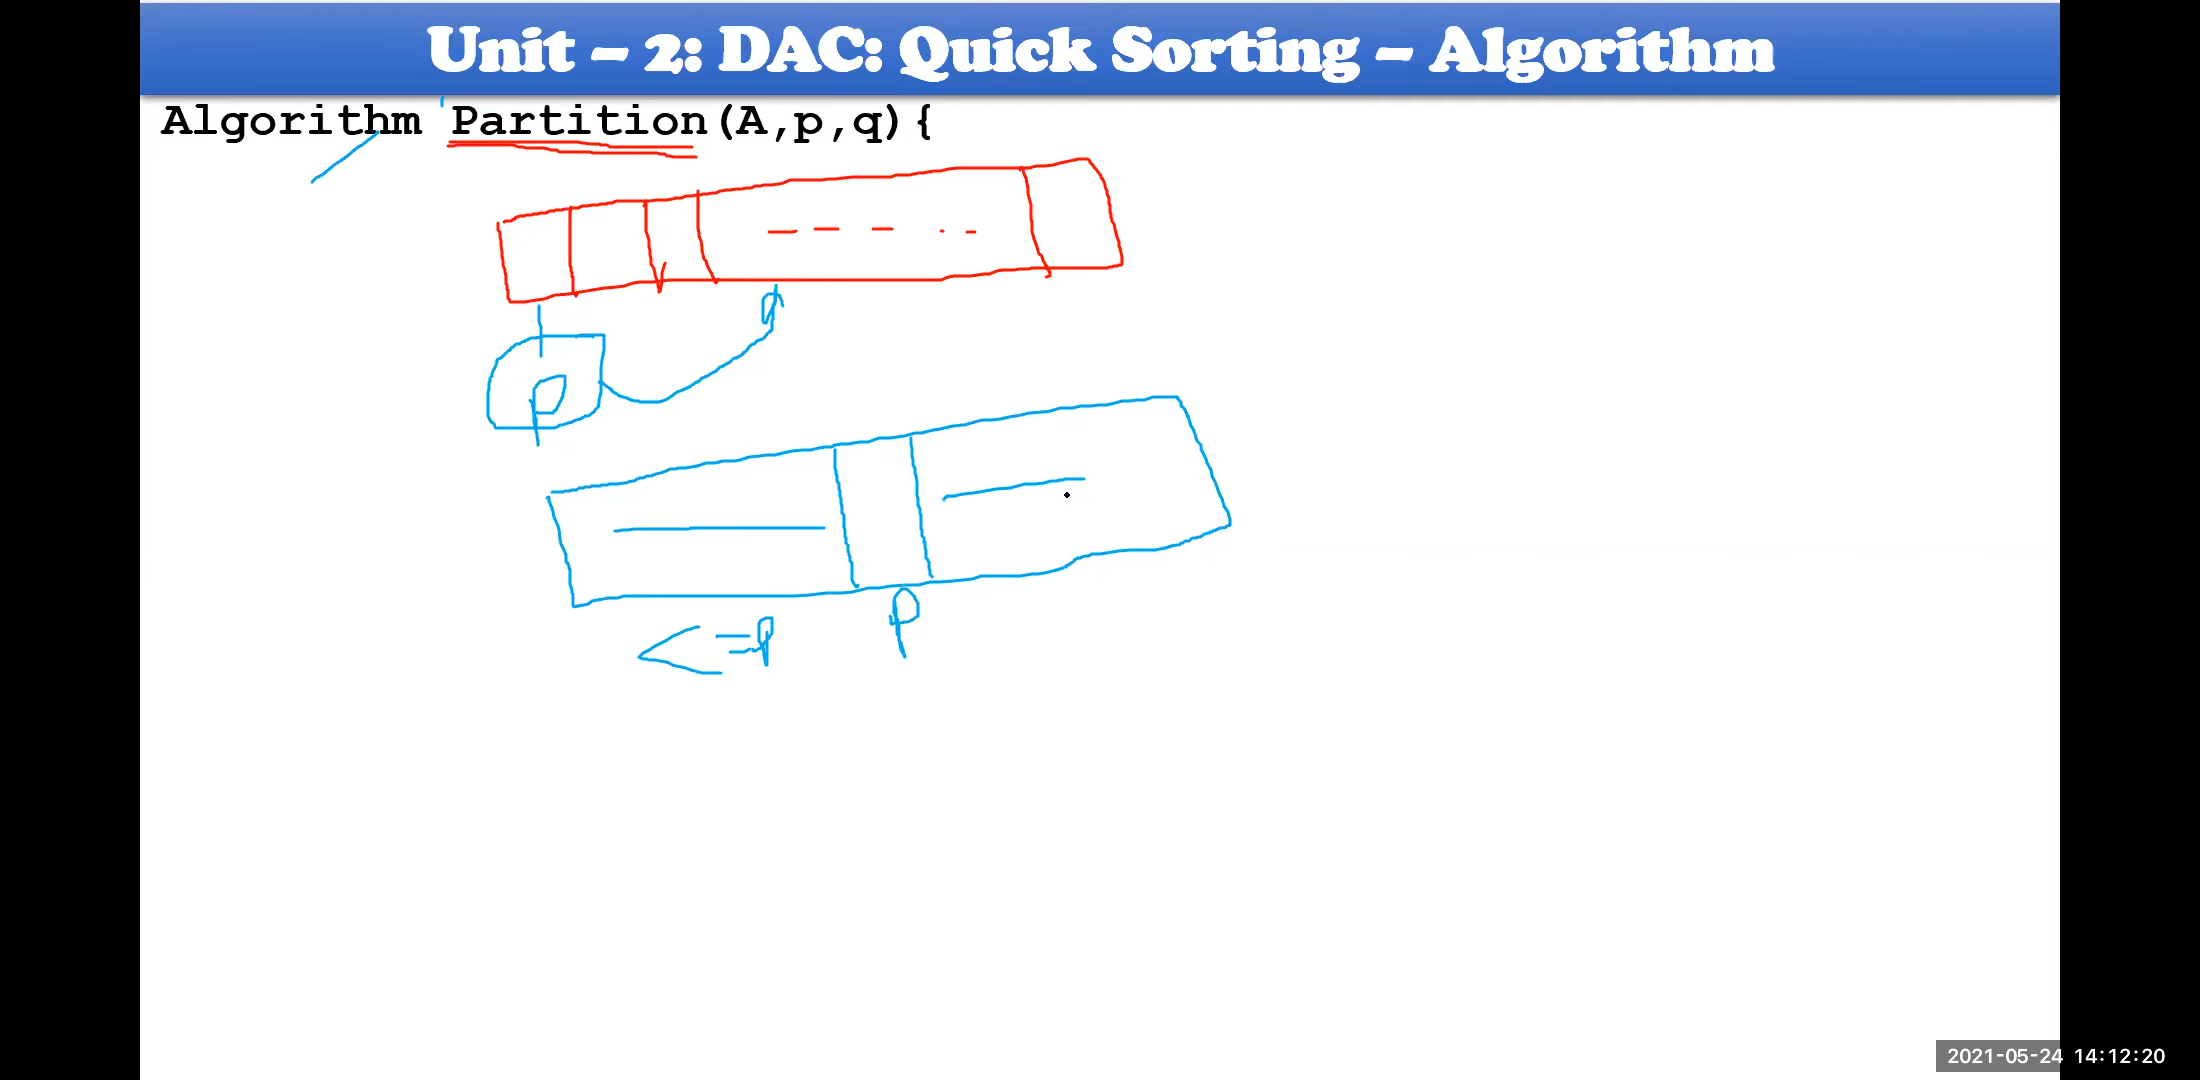 Unit – 2: DAC: Quick Sorting – Algorithm
Algorithm Partition(A,p,q){
p
<=p
p
2021-05-24 14:12:20